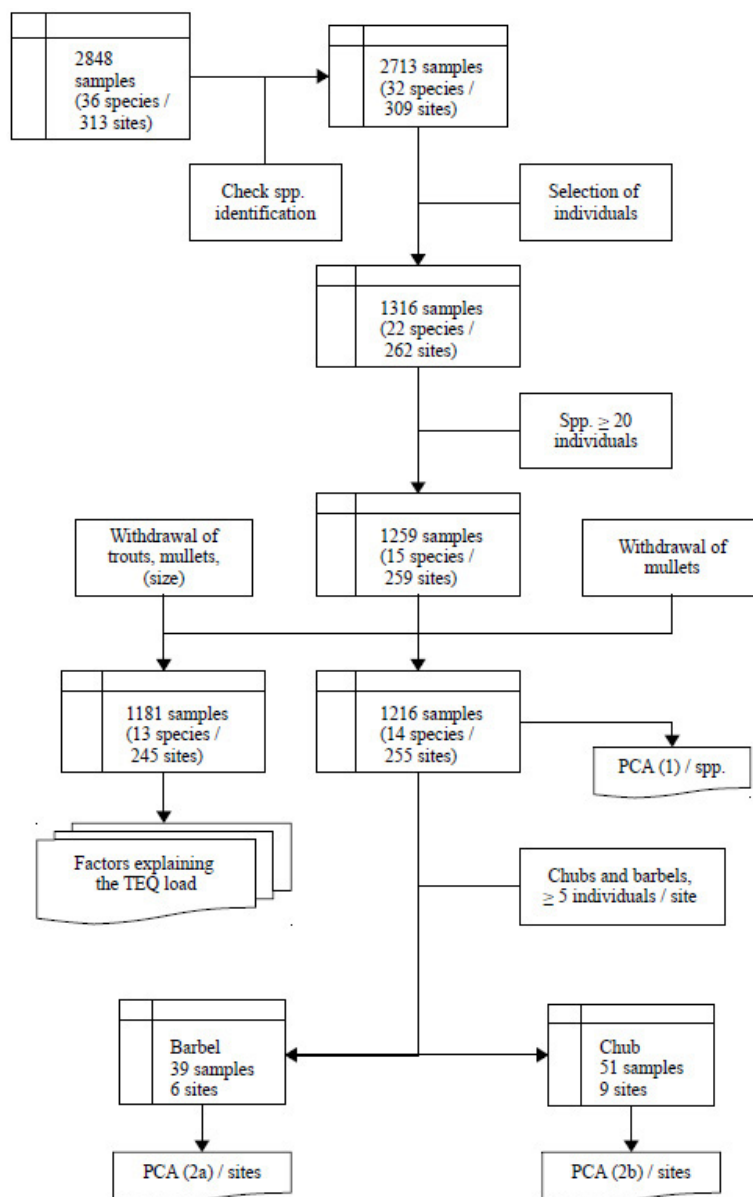 2848
samples
(36 species /
313 sites)
2713 samples
(32 species /
309 sites)
Check spp.
identification
Selection of
individuals
1316 samples
(22 species /
262 sites)
Spp. ≥ 20
individuals
1259 samples
(15 species /
259 sites)
Withdrawal of
trouts, mullets,
(size)
Withdrawal of
mullets
1181 samples
(13 species /
245 sites)
1216 samples
(14 species /
255 sites)
PCA (1) / spp.
Factors explaining
the TEQ load
Chubs and barbels,
≥ 5 individuals / site
Barbel
39 samples
6 sites
Chub
51 samples
9 sites
PCA (2a) / sites
PCA (2b) / sites